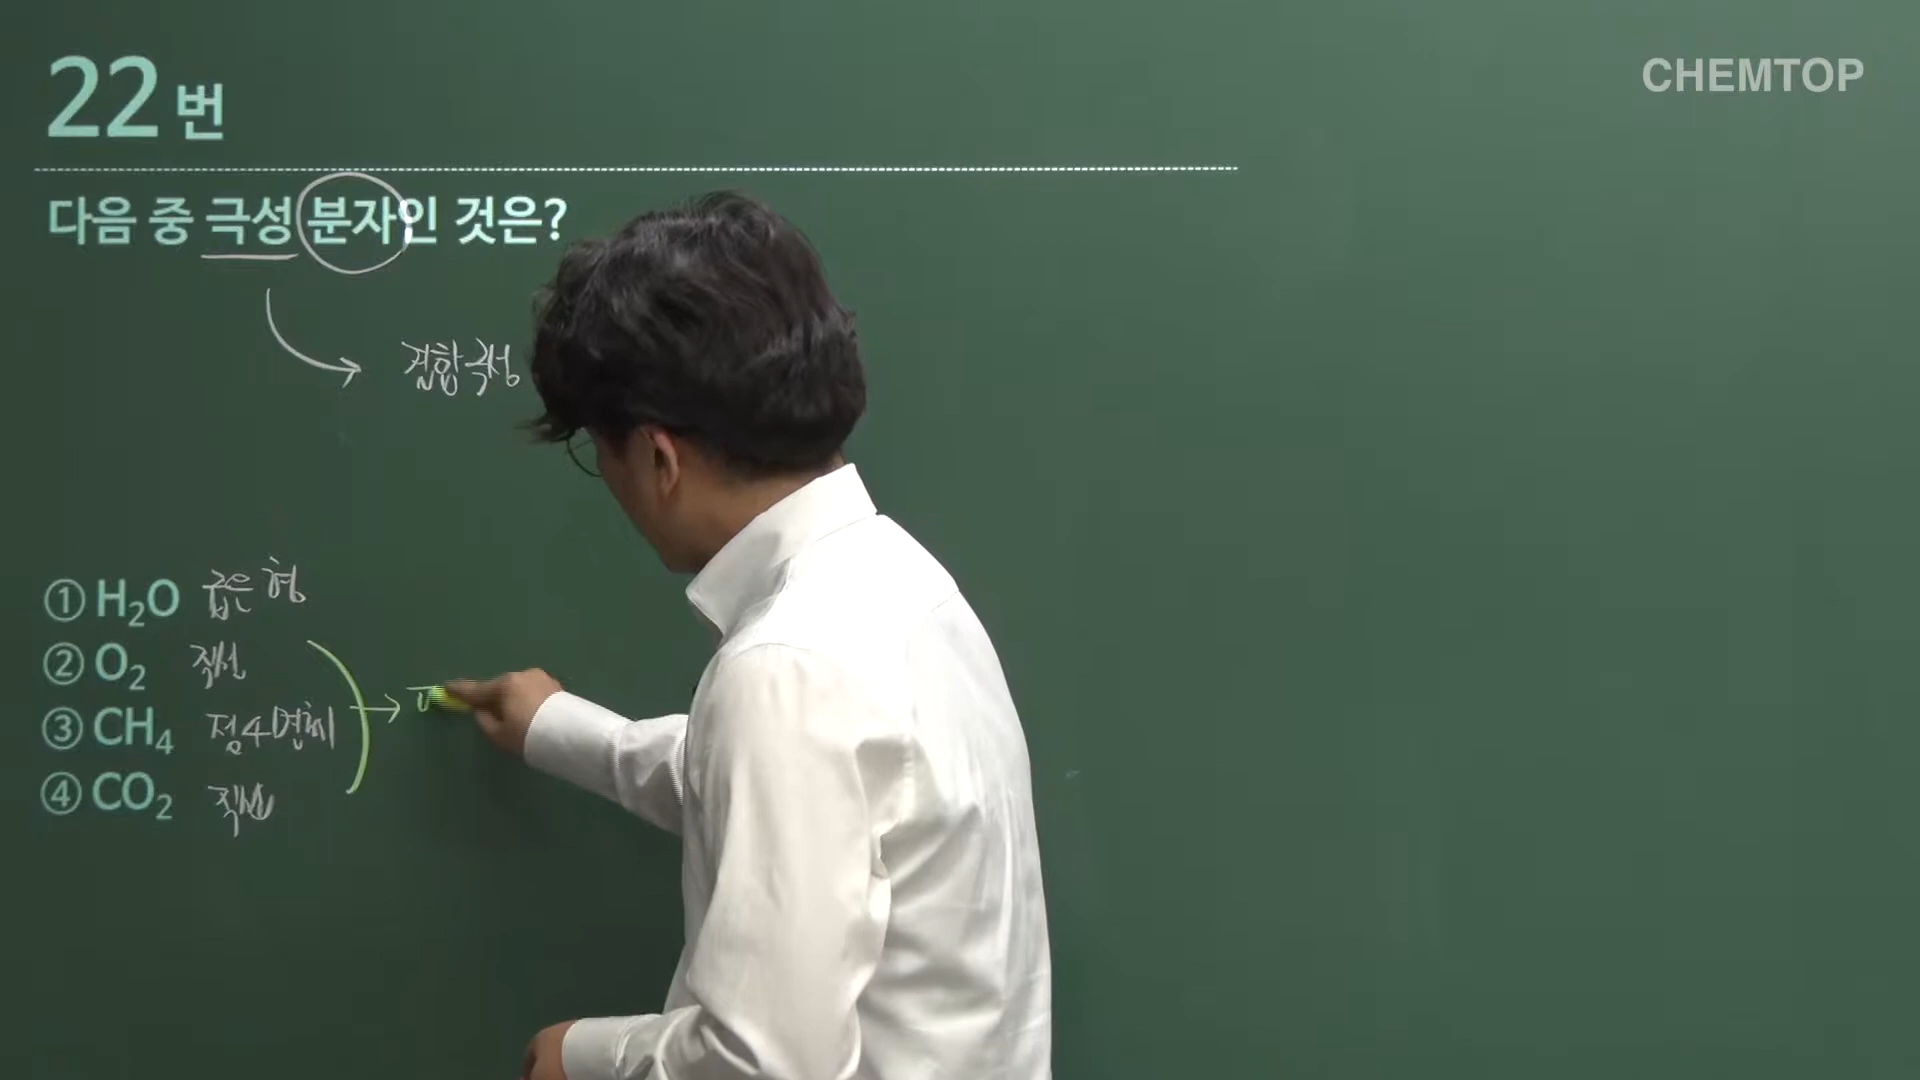 CHEMTOP
22번
다음 중 극성 분자인 것은?
결합극성
① H₂O 굽은형
② O₂ 직선
③ CH₄ 정4면체
④ CO₂ 직선